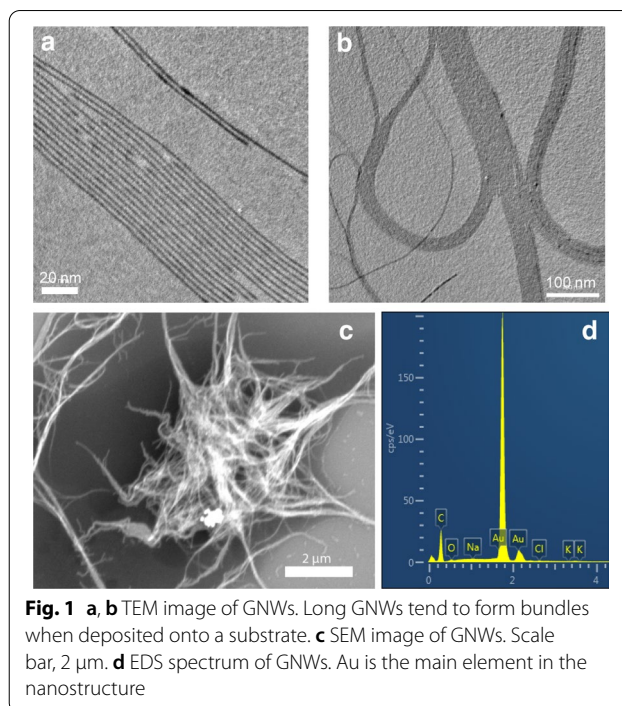 a
20 nm
b
100 nm
c
2 µm
d
cps/eV
150
100
50
0
C
O
Na
Au
Au
Cl
K
K
0
2
4
Fig. 1 a, b TEM image of GNWs. Long GNWs tend to form bundles
when deposited onto a substrate. c SEM image of GNWs. Scale
bar, 2 µm. d EDS spectrum of GNWs. Au is the main element in the
nanostructure